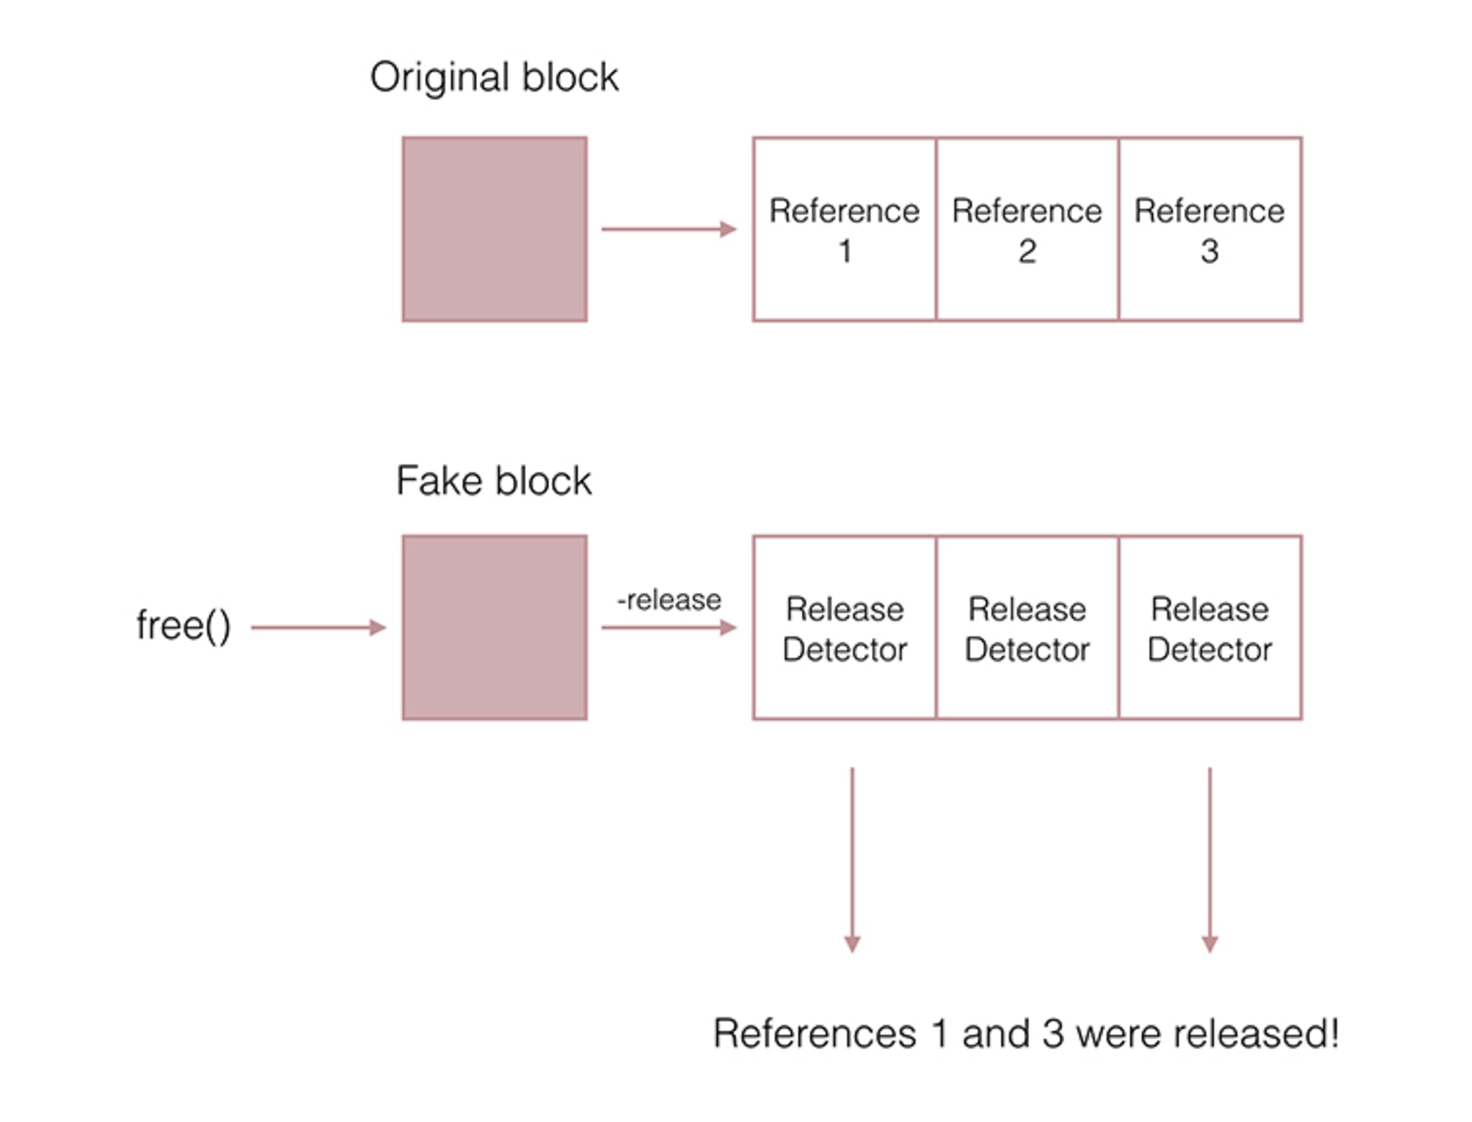 Original block
Reference Reference Reference
1 2 3
Fake block
free()
-release
Release Release Release
Detector Detector Detector
References 1 and 3 were released!